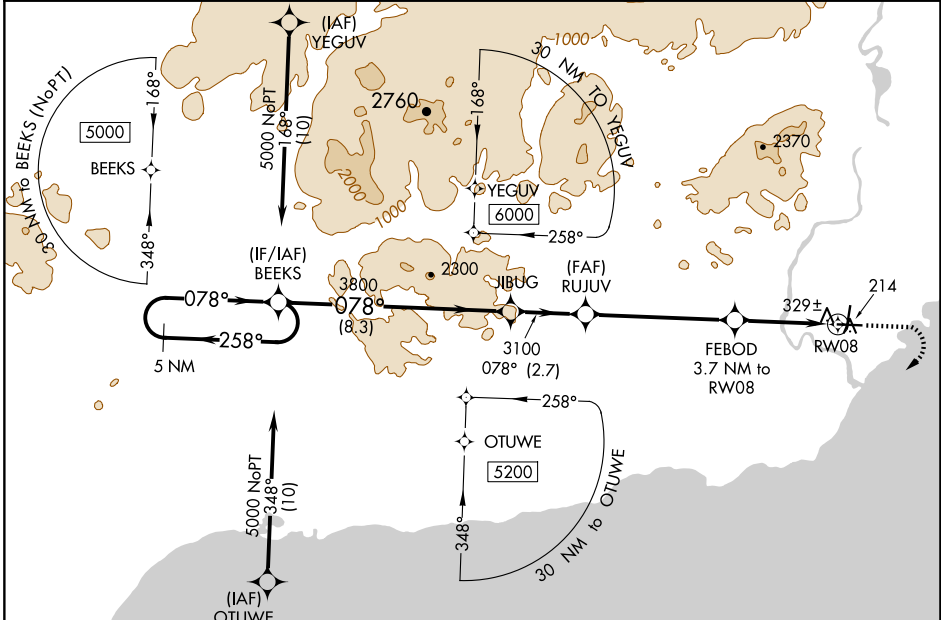 (IAF)
YEGUV
1000
30 NM TO YEGUV
30 NM to BEEKS (NoPT)
168°
5000
BEEKS
348°
5000 NoPT
168°
(10)
2760
2000
1000
168°
YEGUV
6000
258°
2370
(IF/IAF)
BEEKS
078°
258°
5 NM
3800
078°
(8.3)
2300
JIBUG
(FAF)
RUJUV
3100
078° (2.7)
FEBOD
3.7 NM to
RW08
329±
214
RW08
258°
OTUWE
5200
348°
30 NM to OTUWE
5000 NoPT
348°
(10)
(IAF)
OTUWE